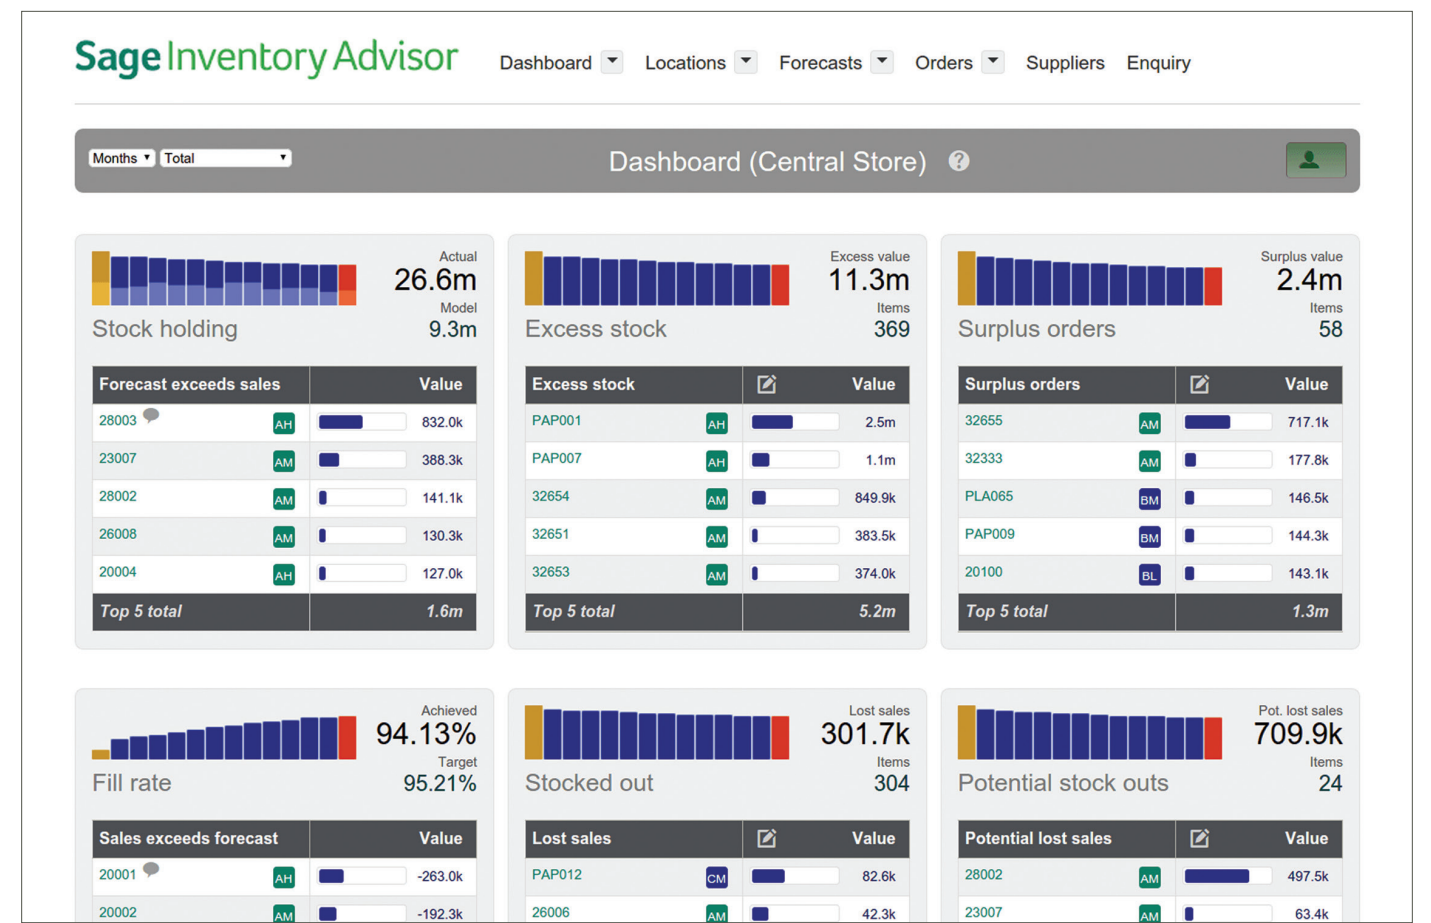 Sage Inventory Advisor
Dashboard Locations Forecasts Orders Suppliers Enquiry
Months Total
Dashboard (Central Store) ?
Actual
26.6m
Model
Stock holding 9.3m
Forecast exceeds sales Value
28003 AH 832.0k
23007 AM 388.3k
28002 AM 141.1k
26008 AM 130.3k
20004 AH 127.0k
Top 5 total 1.6m
Excess value
11.3m
Items
Excess stock 369
Excess stock Value
PAP001 AH 2.5m
PAP007 AH 1.1m
32654 AM 849.9k
32651 AM 383.5k
32653 AM 374.0k
Top 5 total 5.2m
Surplus value
2.4m
Items
Surplus orders 58
Surplus orders Value
32655 AM 717.1k
32333 AM 177.8k
PLA065 BM 146.5k
PAP009 BM 144.3k
20100 BL 143.1k
Top 5 total 1.3m
Achieved
94.13%
Target
Fill rate 95.21%
Sales exceeds forecast Value
20001 AH -263.0k
20002 AM -192.3k
Lost sales
301.7k
Items
Stocked out 304
Lost sales Value
PAP012 CM 82.6k
26006 AM 42.3k
Pot. lost sales
709.9k
Items
Potential stock outs 24
Potential lost sales Value
28002 AM 497.5k
23007 AM 63.4k